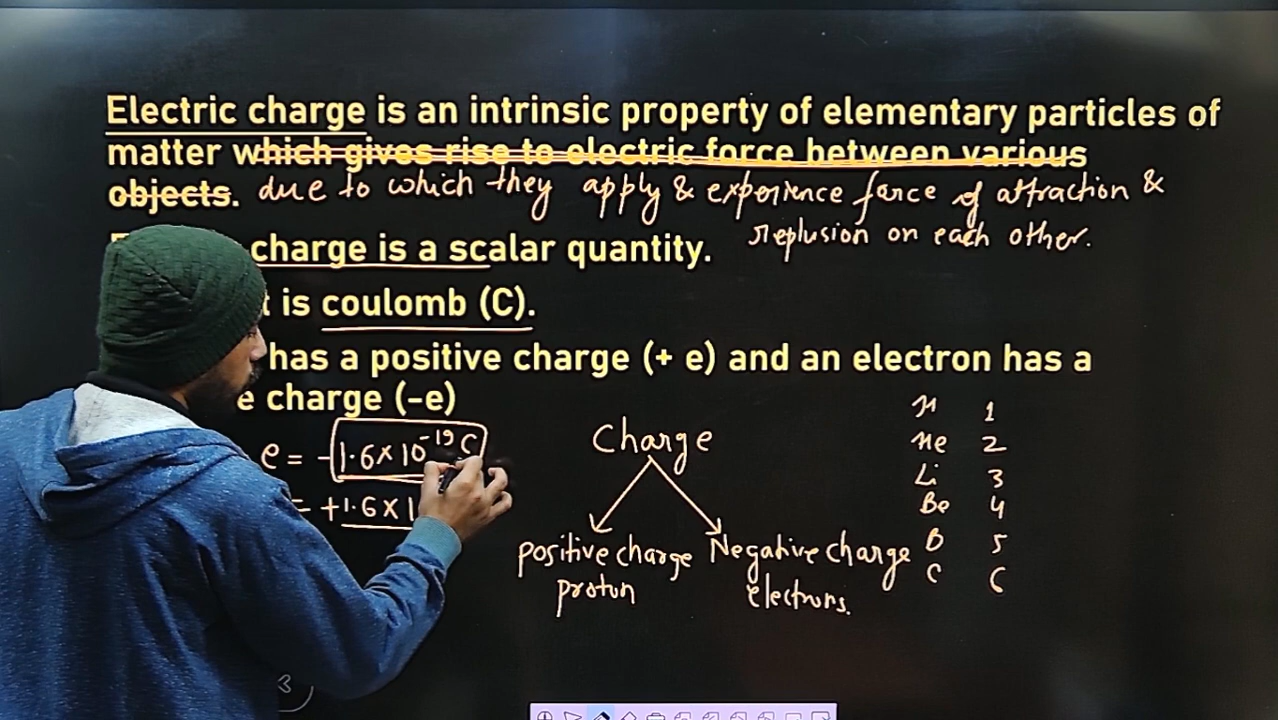 Electric charge is an intrinsic property of elementary particles of
matter which gives rise to electric force between various
objects. due to which they apply & experience force of attraction &
replusion on each other.
charge is a scalar quantity.
is coulomb (C).
has a positive charge (+ e) and an electron has a
e charge (-e)
e = -1.6×10⁻¹⁹ C
= +1.6×1
Charge
positive charge Negative charge
proton electrons.
H 1
He 2
Li 3
Be 4
B 5
C 6